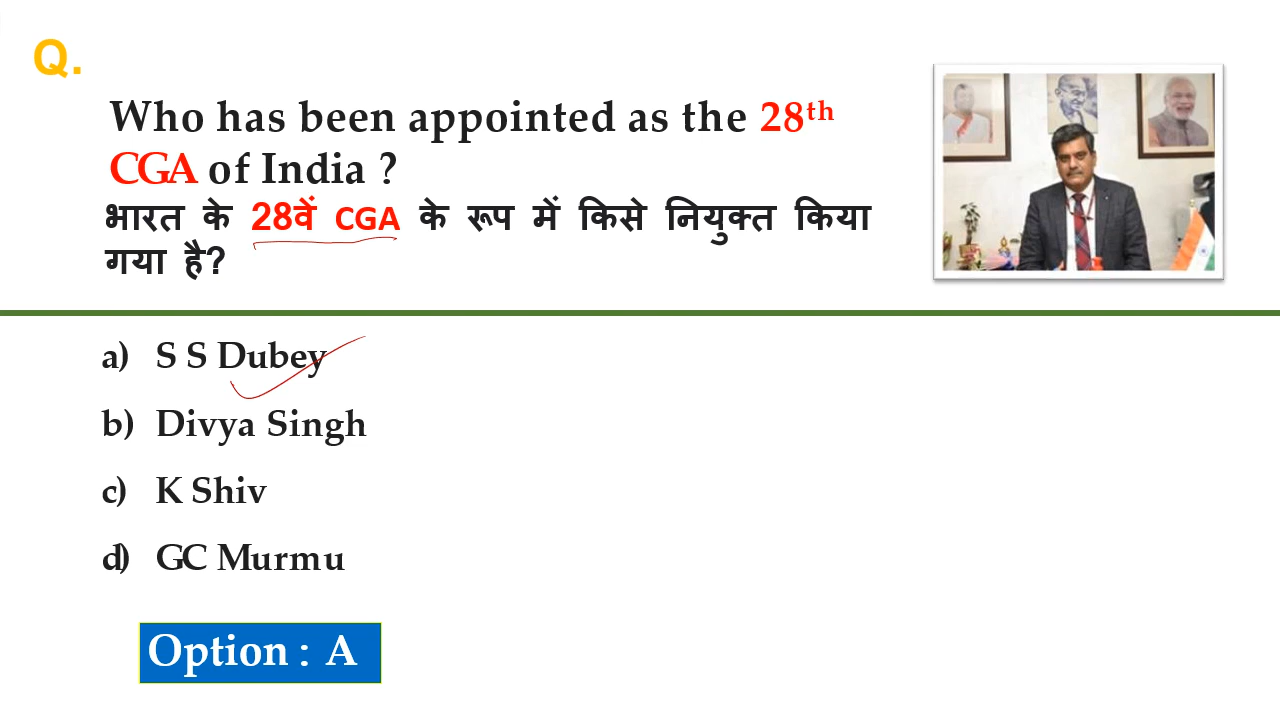 Q.
Who has been appointed as the 28th
CGA of India ?
भारत के 28वें CGA के रूप में किसे नियुक्त किया
गया है?
a) S S Dubey
b) Divya Singh
c) K Shiv
d) GC Murmu
Option : A